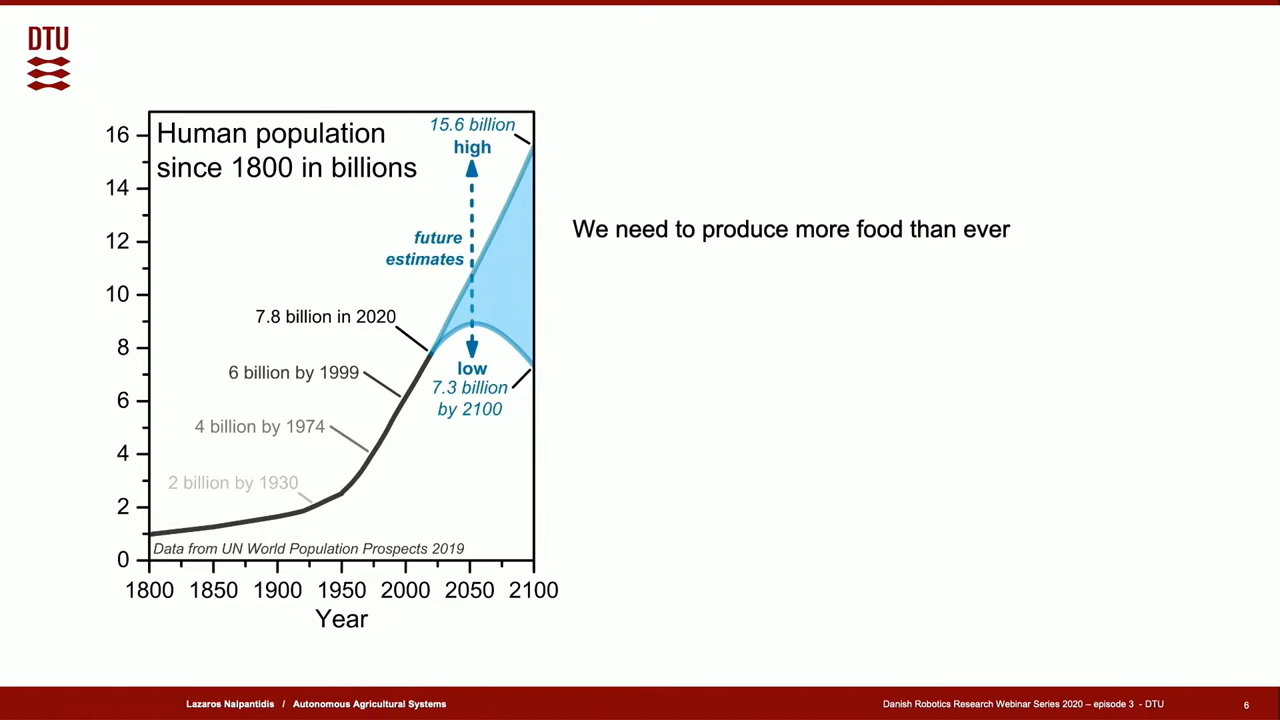 DTU
Human population
since 1800 in billions
15.6 billion
high
future
estimates
7.8 billion in 2020
6 billion by 1999
4 billion by 1974
2 billion by 1930
low
7.3 billion
by 2100
Data from UN World Population Prospects 2019
16
14
12
10
8
6
4
2
0
1800 1850 1900 1950 2000 2050 2100
Year
We need to produce more food than ever
Lazaros Nalpantidis / Autonomous Agricultural Systems
Danish Robotics Research Webinar Series 2020 – episode 3 - DTU
6